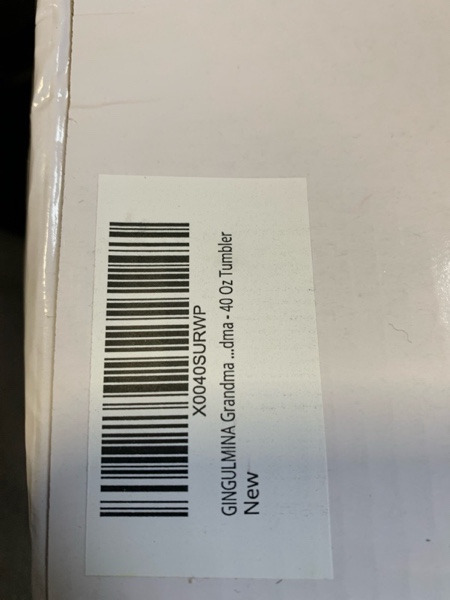 X0040SURWP
GINGULMINA Grandma ...dma - 40 Oz Tumbler
New